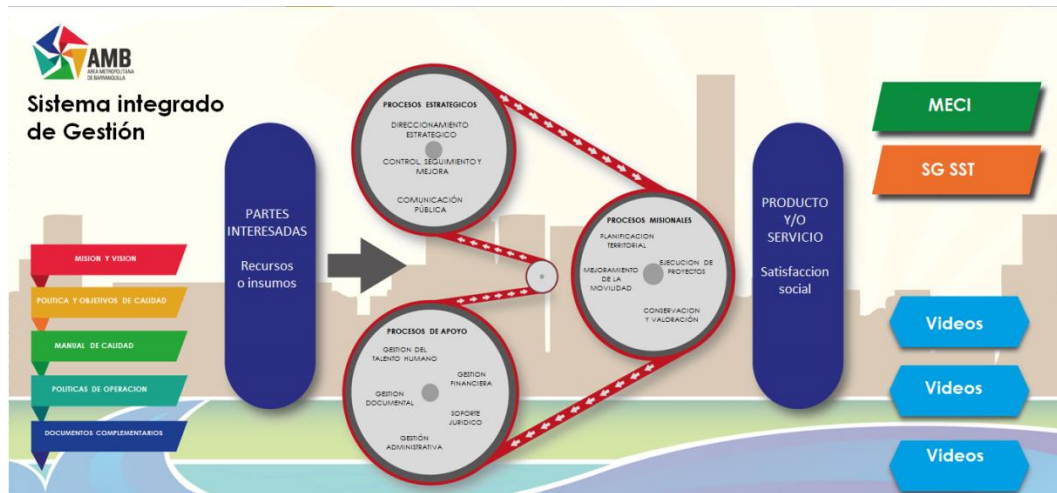 AMB
AREA METROPOLITANA
DE BARRANQUILLA
Sistema integrado
de Gestión
MISION Y VISION
POLITICA Y OBJETIVOS DE CALIDAD
MANUAL DE CALIDAD
POLITICAS DE OPERACION
DOCUMENTOS COMPLEMENTARIOS
PARTES
INTERESADAS
Recursos
o insumos
PROCESOS ESTRATEGICOS
DIRECCIONAMIENTO
ESTRATEGICO
CONTROL, SEGUIMIENTO Y
MEJORA
COMUNICACIÓN
PÚBLICA
PROCESOS MISIONALES
PLANIFICACION
TERRITORIAL
EJECUCION DE
PROYECTOS
MEJORAMIENTO
DE LA
MOVILIDAD
CONSERVACION
Y VALORACIÓN
PROCESOS DE APOYO
GESTION DEL
TALENTO HUMANO
GESTION
FINANCIERA
GESTION
DOCUMENTAL
SOPORTE
JURIDICO
GESTIÓN
ADMINISTRATIVA
PRODUCTO
Y/O
SERVICIO
Satisfaccion
social
MECI
SG SST
Videos
Videos
Videos